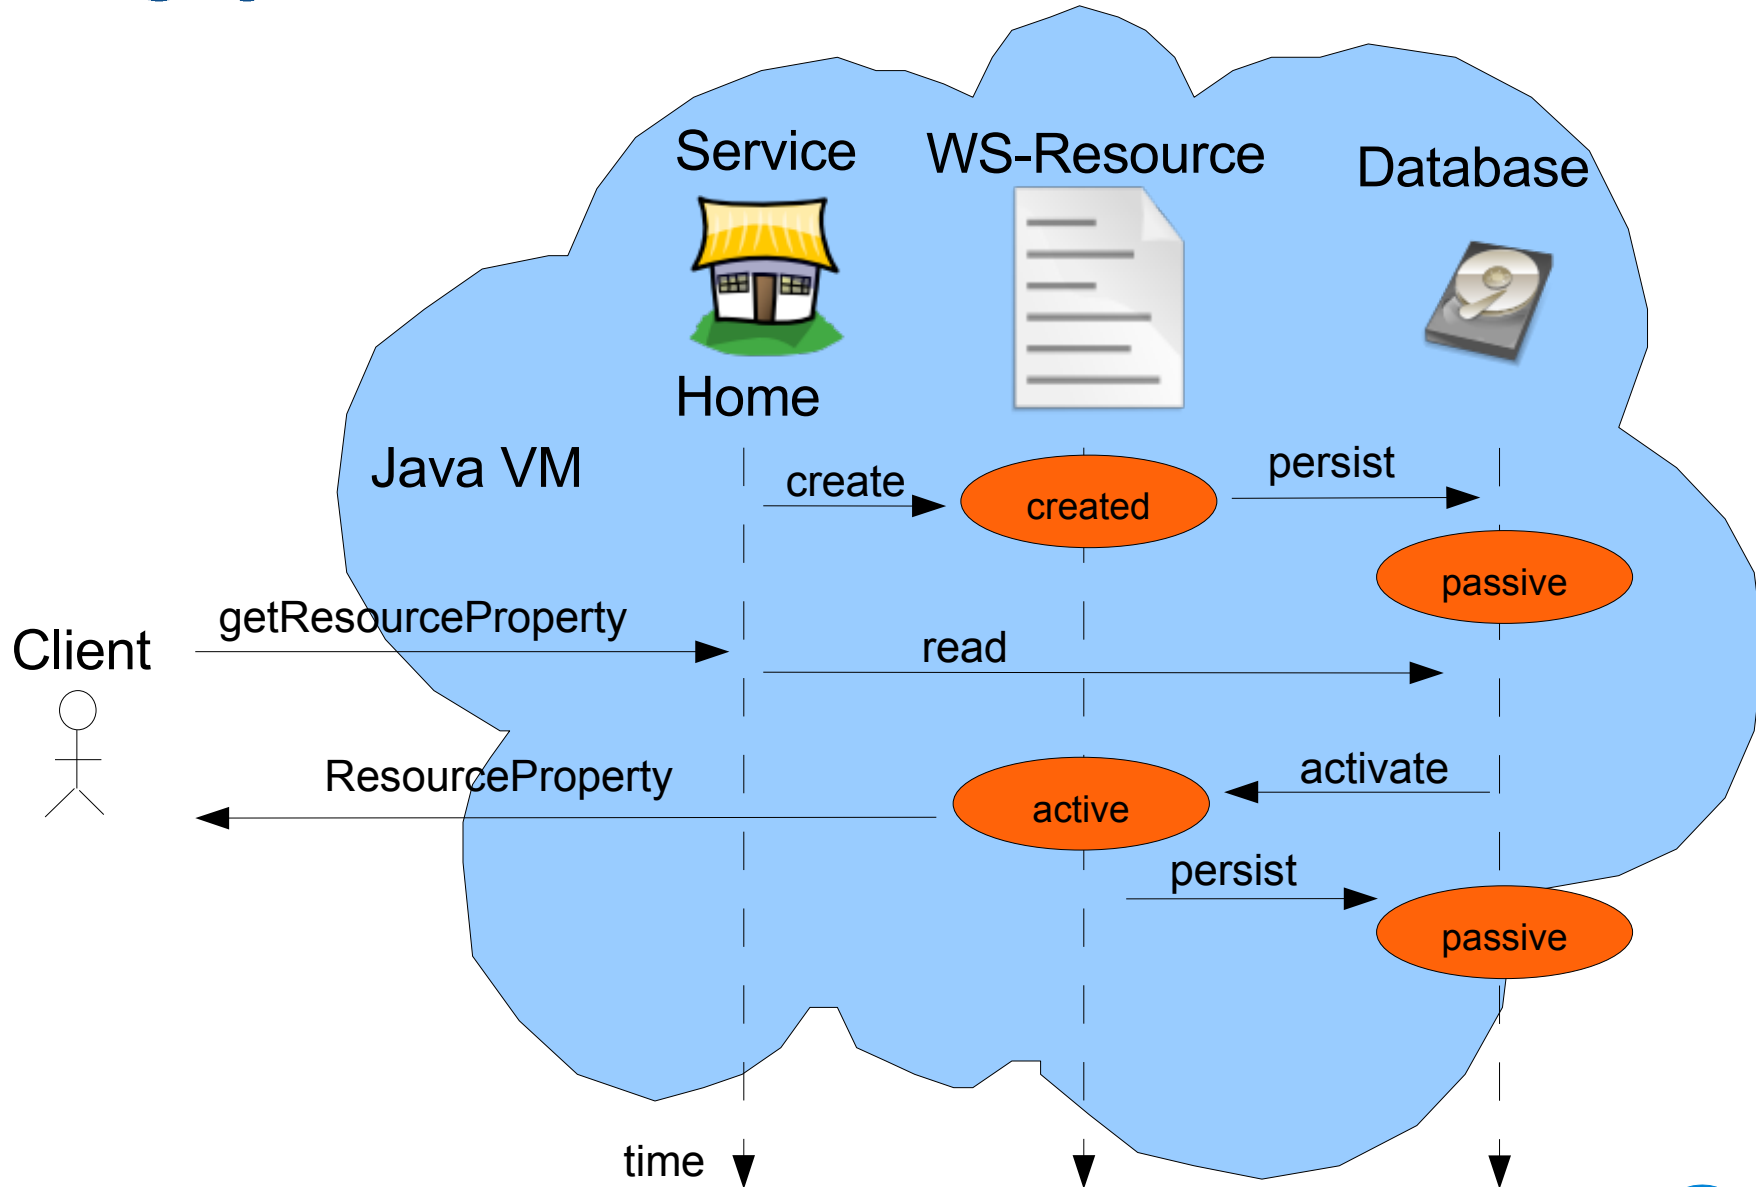 Service
WS-Resource
Database
Home
Java VM
create
created
persist
passive
getResourceProperty
Client
read
ResourceProperty
active
activate
persist
passive
time